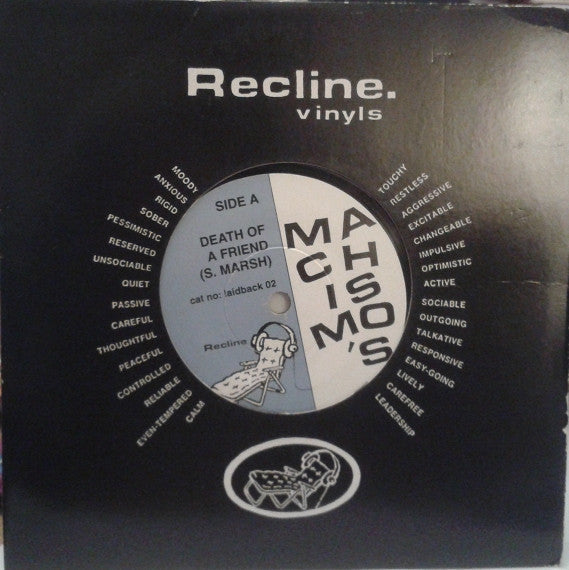 Recline.
vinyls
MOODY
ANXIOUS
RIGID
SOBER
PESSIMISTIC
RESERVED
UNSOCIABLE
QUIET
PASSIVE
CAREFUL
THOUGHTFUL
PEACEFUL
CONTROLLED
RELIABLE
EVEN-TEMPERED
CALM
SIDE A
DEATH OF
A FRIEND
(S. MARSH)
cat no: laidback 02
Recline
MA
CH
IS
MO
'S
TOUCHY
RESTLESS
AGGRESSIVE
EXCITABLE
CHANGEABLE
IMPULSIVE
OPTIMISTIC
ACTIVE
SOCIABLE
OUTGOING
TALKATIVE
RESPONSIVE
EASY-GOING
LIVELY
CAREFREE
LEADERSHIP